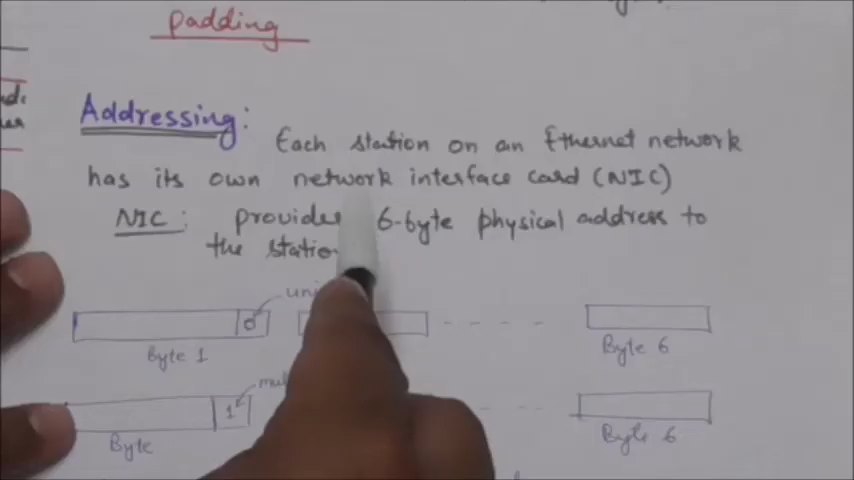 padding
Addressing:
Each station on an Ethernet network
has its own network interface card (NIC)
NIC: provides 6-byte physical address to
the
0
Byte 1
Byte 6
1
Byte
Byte 6